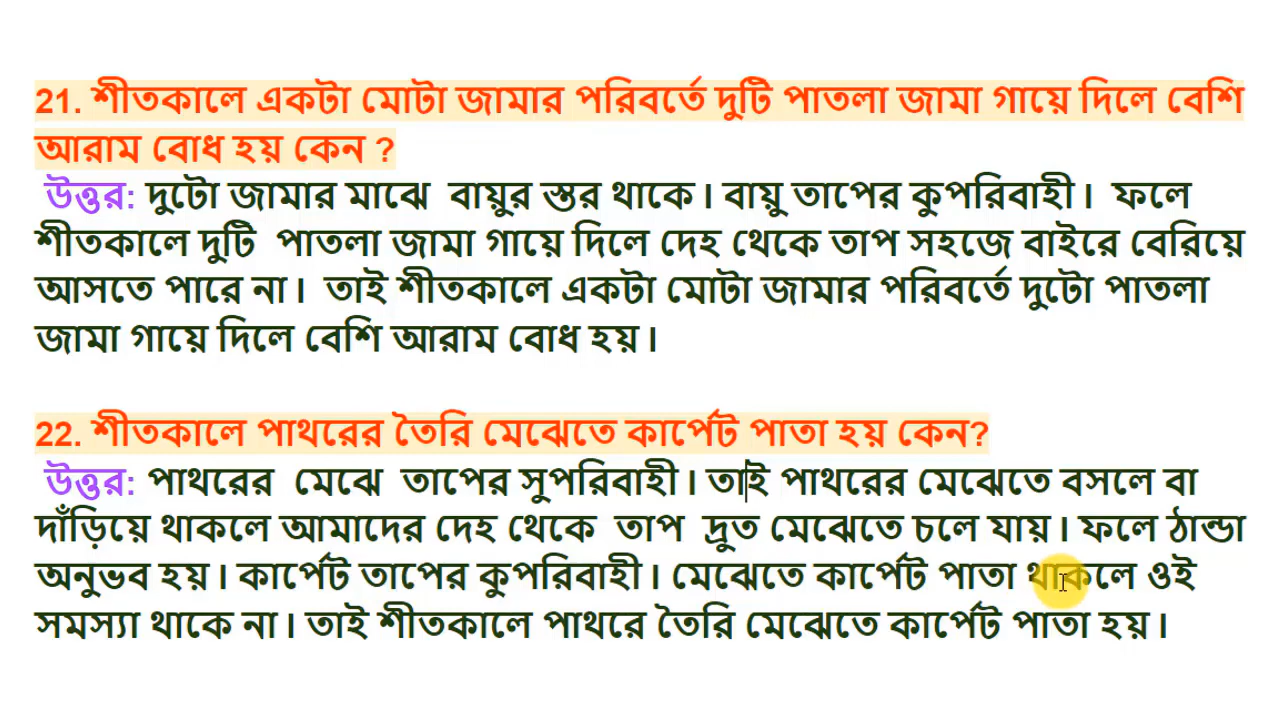 21. শীতকালে একটা মোটা জামার পরিবর্তে দুটি পাতলা জামা গায়ে দিলে বেশি
আরাম বোধ হয় কেন ?
উত্তর: দুটো জামার মাঝে বায়ুর স্তর থাকে। বায়ু তাপের কুপরিবাহী। ফলে
শীতকালে দুটি পাতলা জামা গায়ে দিলে দেহ থেকে তাপ সহজে বাইরে বেরিয়ে
আসতে পারে না। তাই শীতকালে একটা মোটা জামার পরিবর্তে দুটো পাতলা
জামা গায়ে দিলে বেশি আরাম বোধ হয়।
22. শীতকালে পাথরের তৈরি মেঝেতে কার্পেট পাতা হয় কেন?
উত্তর: পাথরের মেঝে তাপের সুপরিবাহী। তাই পাথরের মেঝেতে বসলে বা
দাঁড়িয়ে থাকলে আমাদের দেহ থেকে তাপ দ্রুত মেঝেতে চলে যায়। ফলে ঠান্ডা
অনুভব হয়। কার্পেট তাপের কুপরিবাহী। মেঝেতে কার্পেট পাতা থাকলে ওই
সমস্যা থাকে না। তাই শীতকালে পাথরে তৈরি মেঝেতে কার্পেট পাতা হয়।